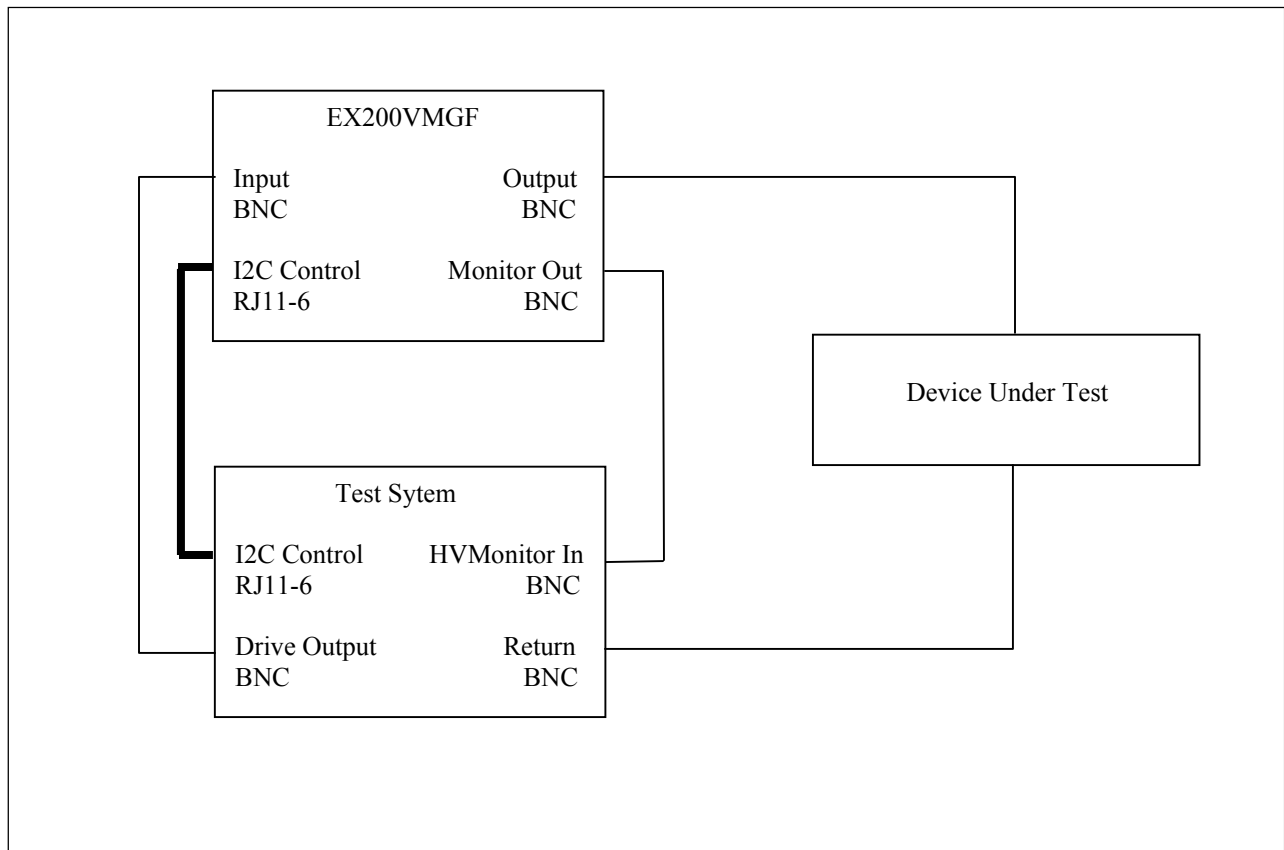 EX200VMGF
Input Output
BNC BNC
I2C Control Monitor Out
RJ11-6 BNC
Device Under Test
Test Sytem
I2C Control HVMonitor In
RJ11-6 BNC
Drive Output Return
BNC BNC